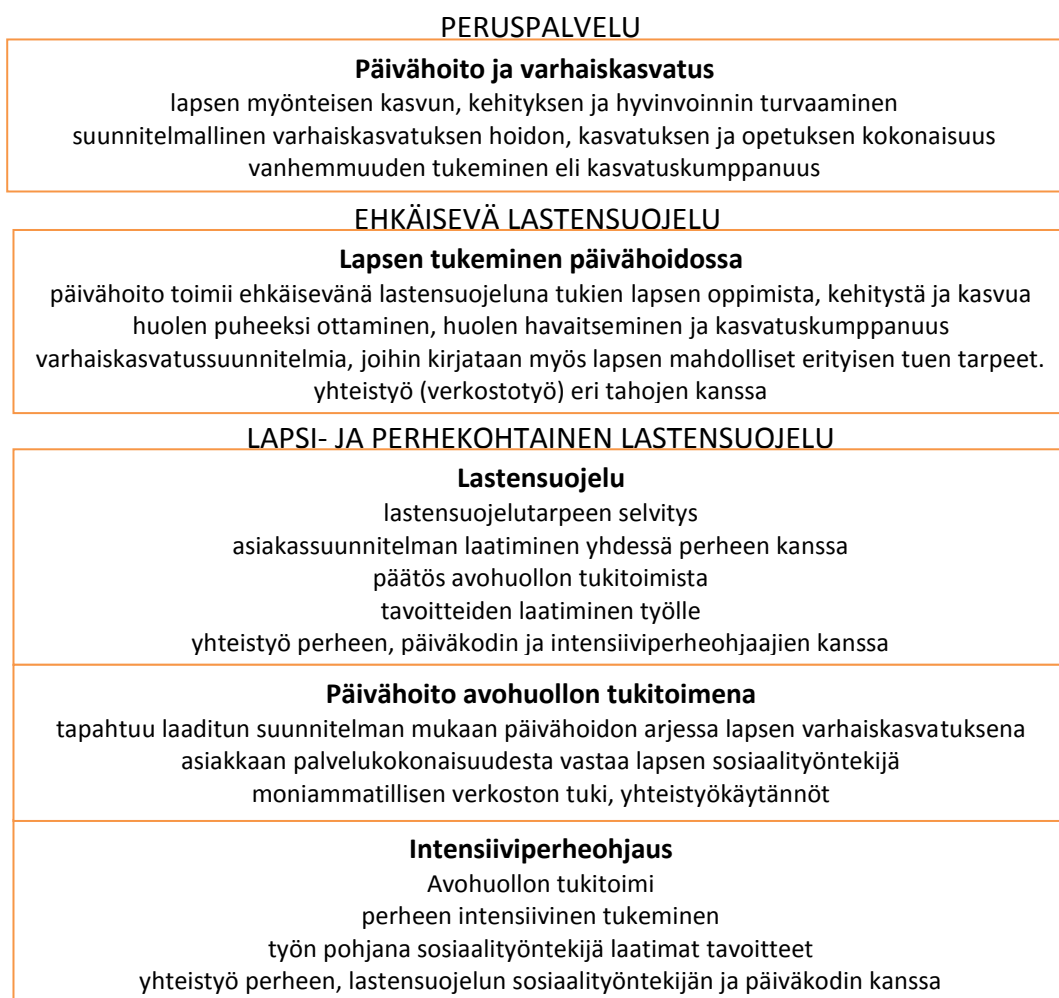 PERUSPALVELU
Päivähoito ja varhaiskasvatus
lapsen myönteisen kasvun, kehityksen ja hyvinvoinnin turvaaminen
suunnitelmallinen varhaiskasvatuksen hoidon, kasvatuksen ja opetuksen kokonaisuus
vanhemmuuden tukeminen eli kasvatuskumppanuus
EHKÄISEVÄ LASTENSUOJELU
Lapsen tukeminen päivähoidossa
päivähoito toimii ehkäisevänä lastensuojeluna tukien lapsen oppimista, kehitystä ja kasvua
huolen puheeksi ottaminen, huolen havaitseminen ja kasvatuskumppanuus
varhaiskasvatussuunnitelmia, joihin kirjataan myös lapsen mahdolliset erityisen tuen tarpeet.
yhteistyö (verkostotyö) eri tahojen kanssa
LAPSI- JA PERHEKOHTAINEN LASTENSUOJELU
Lastensuojelu
lastensuojelutarpeen selvitys
asiakassuunnitelman laatiminen yhdessä perheen kanssa
päätös avohuollon tukitoimista
tavoitteiden laatiminen työlle
yhteistyö perheen, päiväkodin ja intensiiviperheohjaajien kanssa
Päivähoito avohuollon tukitoimena
tapahtuu laaditun suunnitelman mukaan päivähoidon arjessa lapsen varhaiskasvatuksena
asiakkaan palvelukokonaisuudesta vastaa lapsen sosiaalityöntekijä
moniammatillisen verkoston tuki, yhteistyökäytännöt
Intensiiviperheohjaus
Avohuollon tukitoimi
perheen intensiivinen tukeminen
työn pohjana sosiaalityöntekijä laatimat tavoitteet
yhteistyö perheen, lastensuojelun sosiaalityöntekijän ja päiväkodin kanssa